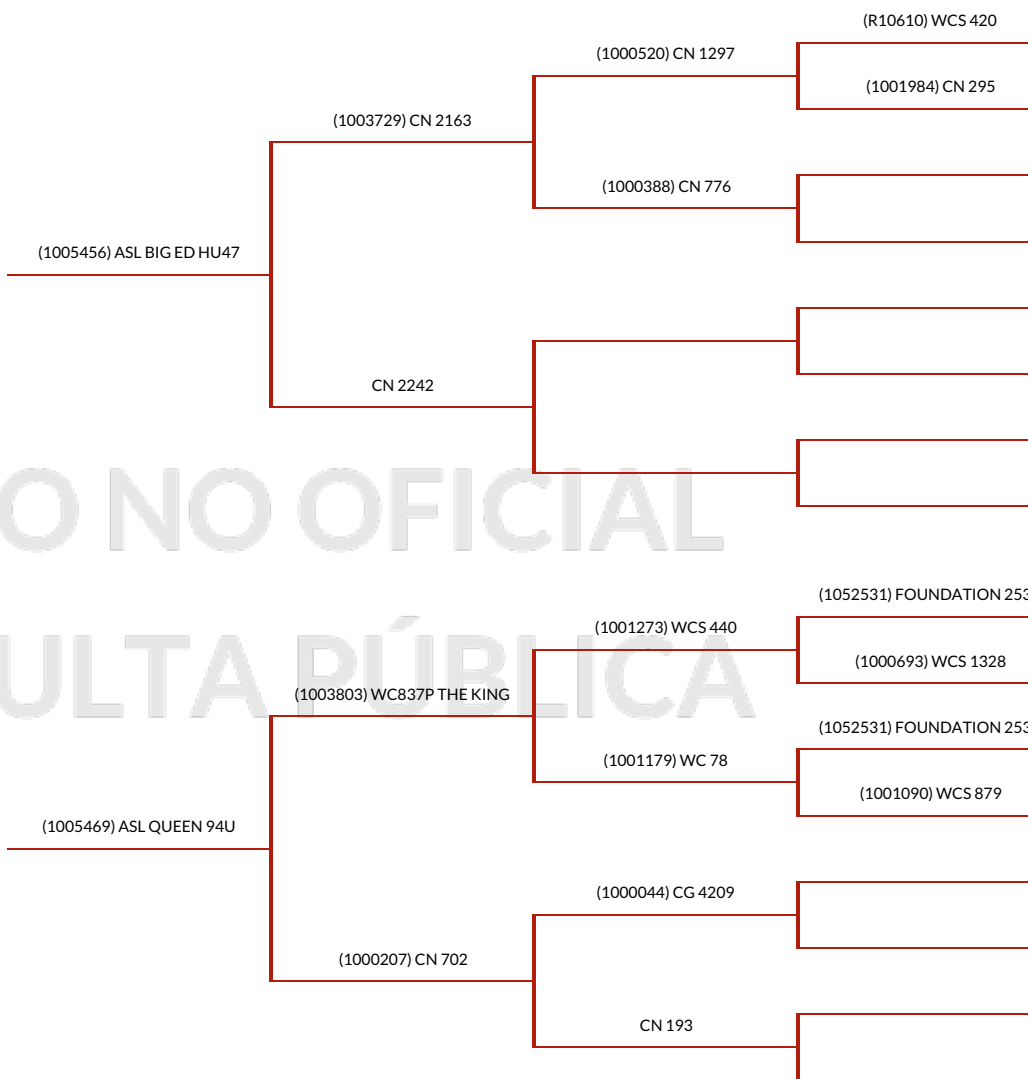 (R10610) WCS 420
(1000520) CN 1297
(1001984) CN 295
(1003729) CN 2163
(1000388) CN 776
(1005456) ASL BIG ED HU47
CN 2242
O NO OFICIAL
(1052531) FOUNDATION 253
(1001273) WCS 440
ULTA PÚBLICA
(1000693) WCS 1328
(1003803) WC837P THE KING
(1052531) FOUNDATION 253
(1001179) WC 78
(1001090) WCS 879
(1005469) ASL QUEEN 94U
(1000044) CG 4209
(1000207) CN 702
CN 193